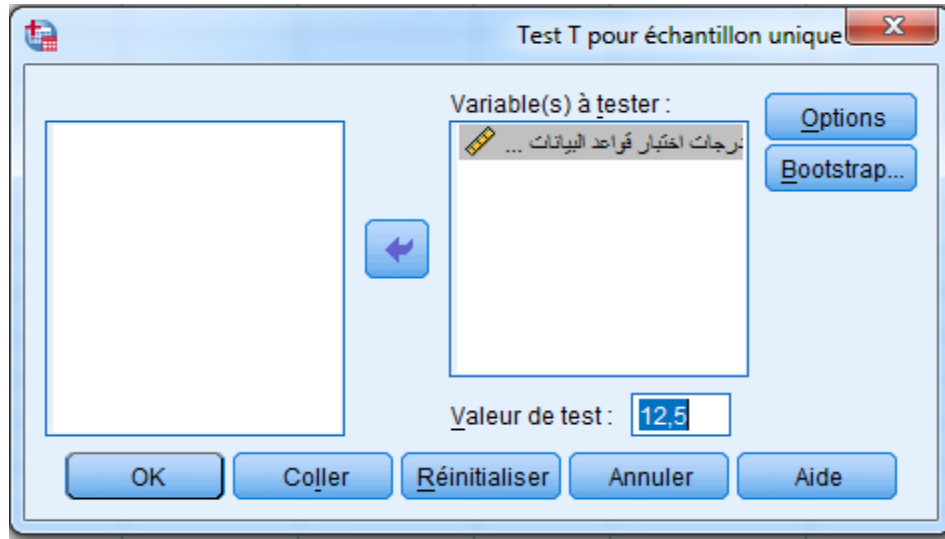 Test T pour échantillon unique
Variable(s) à tester :
درجات اختبار قواعد البيانات ...
Options
Bootstrap...
Valeur de test : 12,5
OK
Coller
Réinitialiser
Annuler
Aide